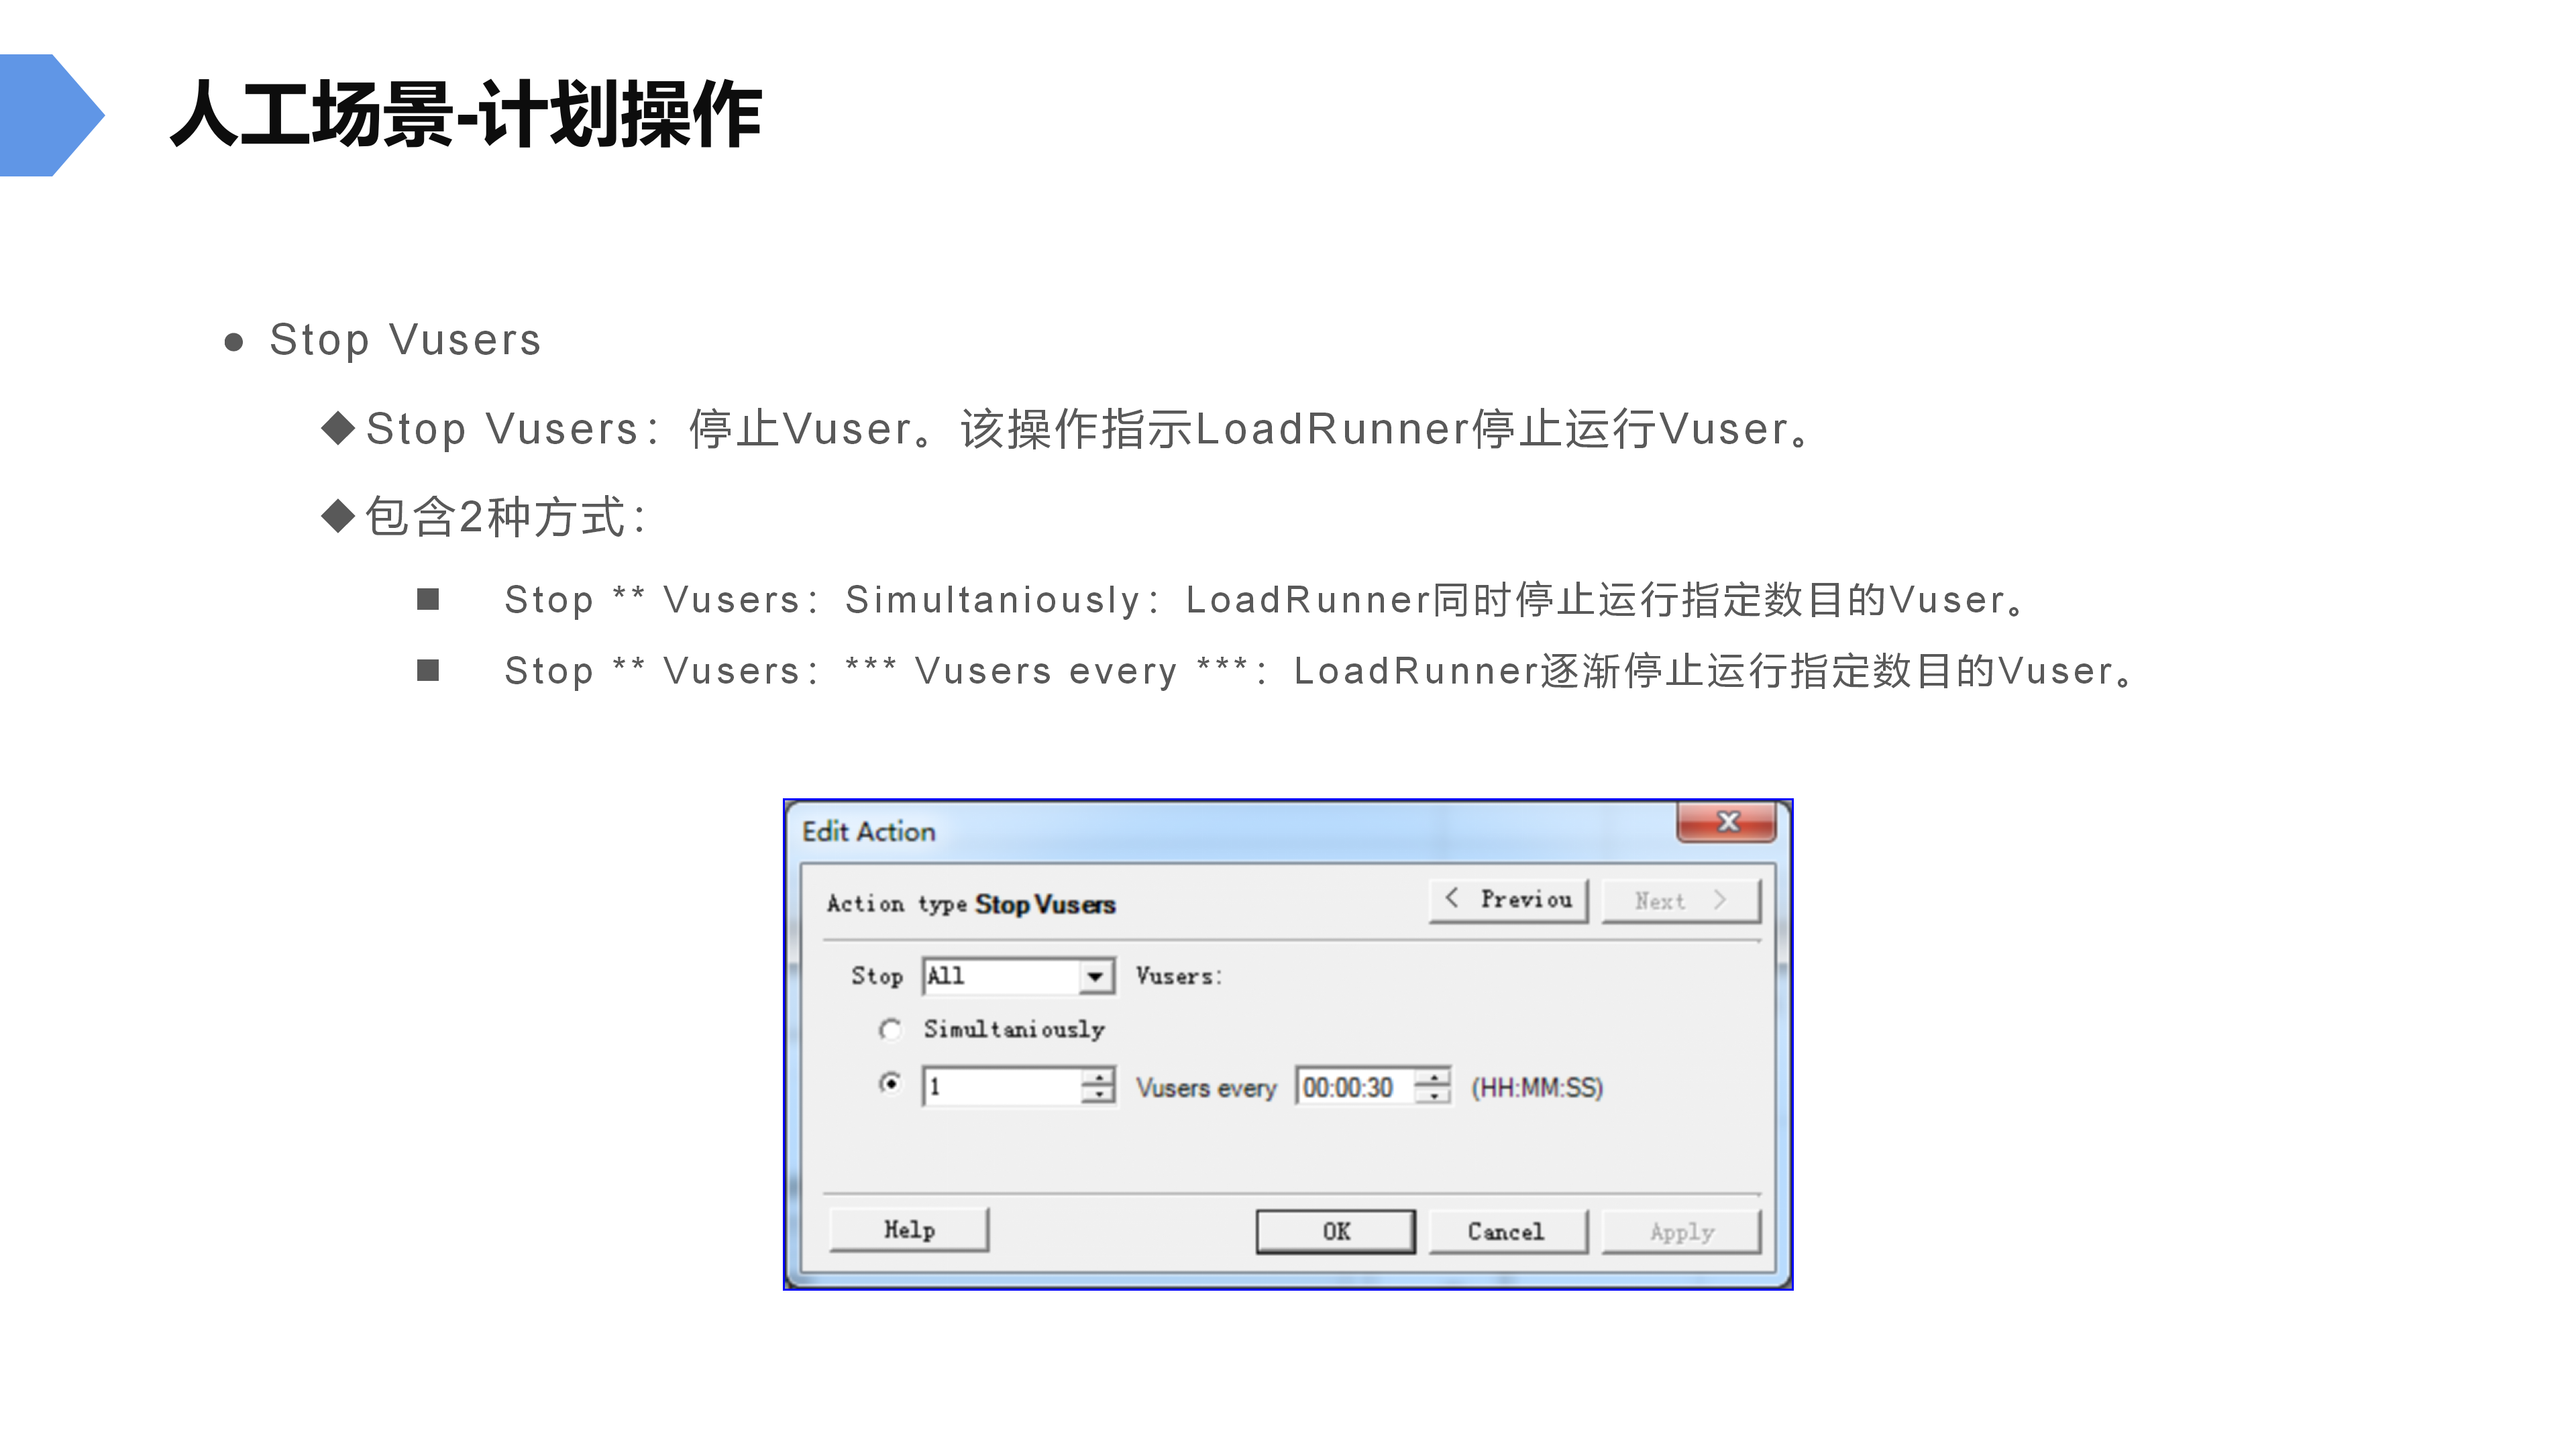 人工场景-计划操作
● Stop Vusers
◆ Stop Vusers：停止Vuser。该操作指示LoadRunner停止运行Vuser。
◆ 包含2种方式：
■ Stop ** Vusers：Simultaniously：LoadRunner同时停止运行指定数目的Vuser。
■ Stop ** Vusers：*** Vusers every ***：LoadRunner逐渐停止运行指定数目的Vuser。
Edit Action
Action type Stop Vusers < Previou Next >
Stop All Vusers:
Simultaniously
1 Vusers every 00:00:30 (HH:MM:SS)
Help OK Cancel Apply